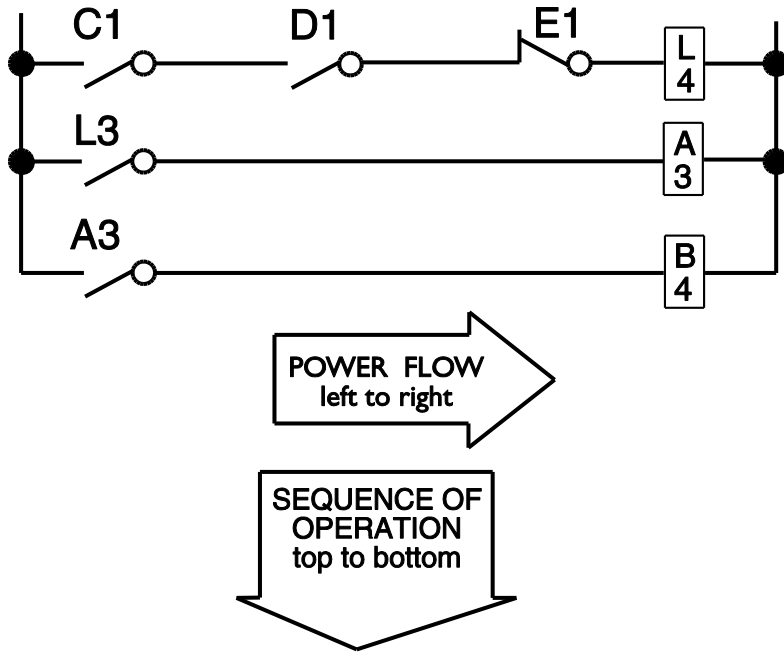 C1 D1 E1
L
4
L3
A
3
A3
B
4
POWER FLOW
left to right
SEQUENCE OF
OPERATION
top to bottom